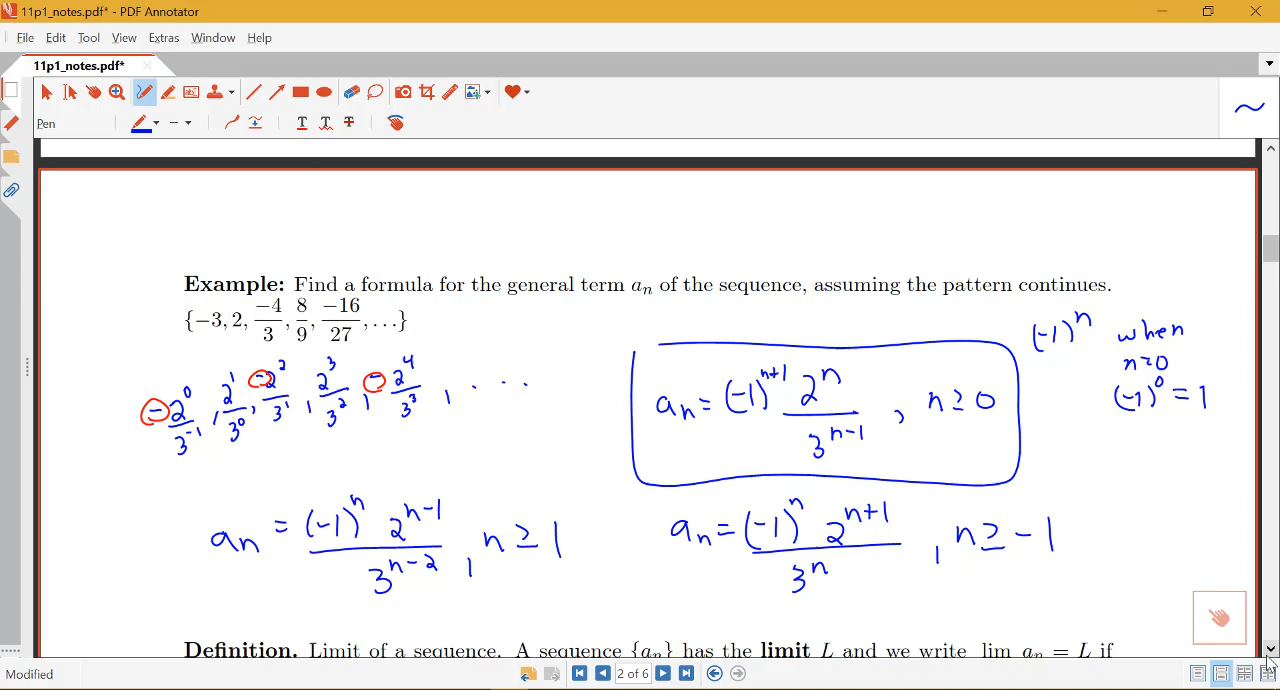 11p1_notes.pdf* - PDF Annotator
File Edit Tool View Extras Window Help
11p1_notes.pdf*
Pen
Example: Find a formula for the general term aₙ of the sequence, assuming the pattern continues.
{−3, 2, −4/3, 8/9, −16/27, . . .}
(-1)ⁿ when
n=0
(-1)⁰ = 1
-2⁰/3⁻¹, 2¹/3⁰, -2²/3¹, 2³/3², -2⁴/3³, . . .
aₙ = (-1)ⁿ⁺¹ 2ⁿ/3ⁿ⁻¹, n ≥ 0
aₙ = (-1)ⁿ 2ⁿ⁻¹/3ⁿ⁻², n ≥ 1
aₙ = (-1)ⁿ 2ⁿ⁺¹/3ⁿ, n ≥ -1
Definition. Limit of a sequence. A sequence {aₙ} has the limit L and we write lim aₙ = L if
Modified
2 of 6